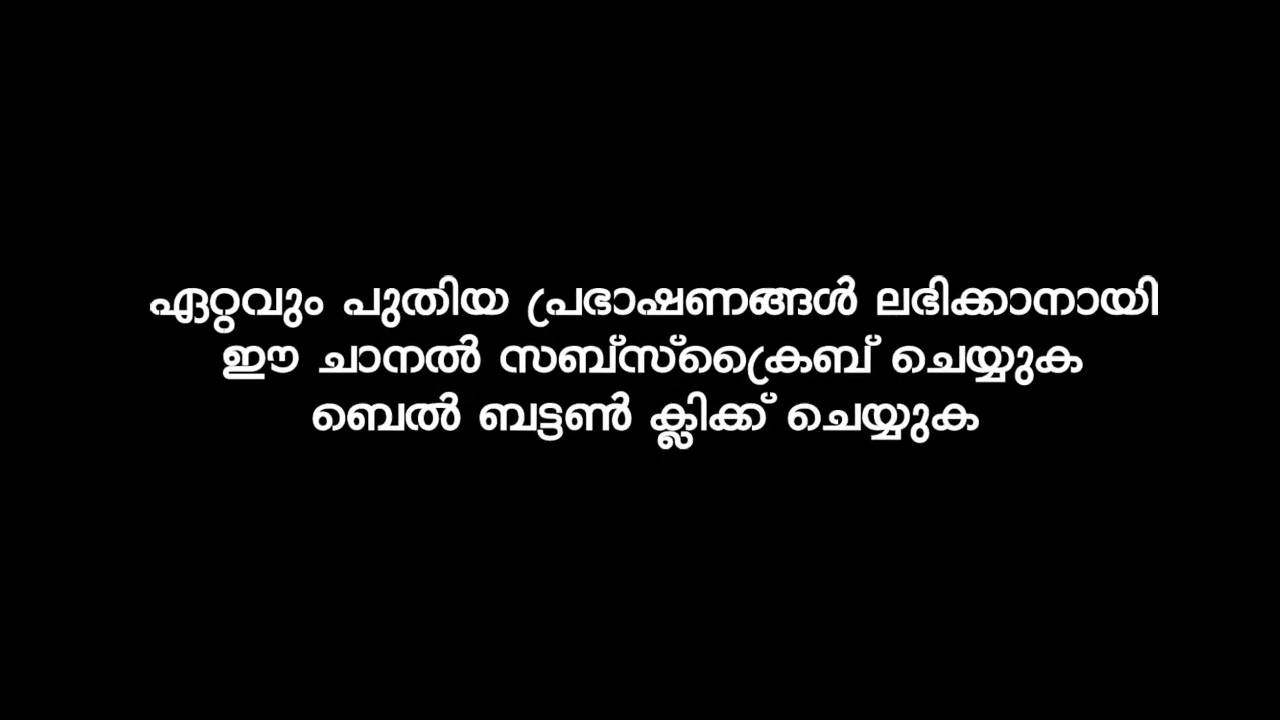 ഏറ്റവും പുതിയ പ്രഭാഷണങ്ങൾ ലഭിക്കാനായി
ഈ ചാനൽ സബ്സ്ക്രൈബ് ചെയ്യുക
ബെൽ ബട്ടൺ ക്ലിക്ക് ചെയ്യുക